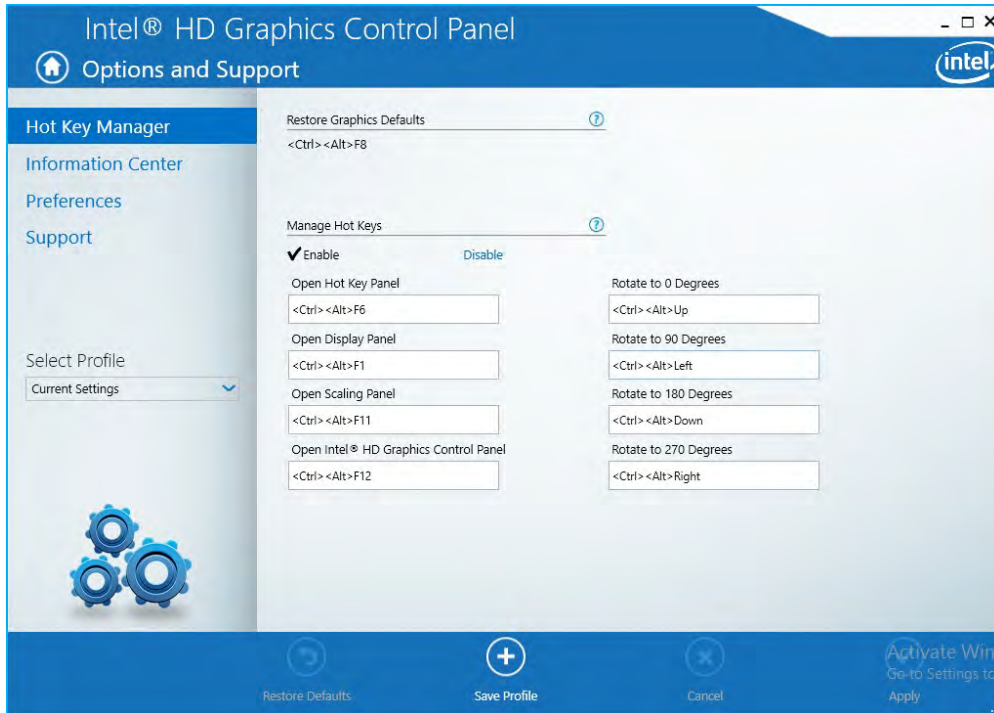 Intel® HD Graphics Control Panel
Options and Support
intel
Hot Key Manager
Information Center
Preferences
Support
Select Profile
Current Settings
Restore Graphics Defaults
?
<Ctrl><Alt>F8
Manage Hot Keys
?
Enable
Disable
Open Hot Key Panel
<Ctrl><Alt>F6
Open Display Panel
<Ctrl><Alt>F1
Open Scaling Panel
<Ctrl><Alt>F11
Open Intel® HD Graphics Control Panel
<Ctrl><Alt>F12
Rotate to 0 Degrees
<Ctrl><Alt>Up
Rotate to 90 Degrees
<Ctrl><Alt>Left
Rotate to 180 Degrees
<Ctrl><Alt>Down
Rotate to 270 Degrees
<Ctrl><Alt>Right
Restore Defaults
Save Profile
Cancel
Activate Win
Go to Settings to
Apply